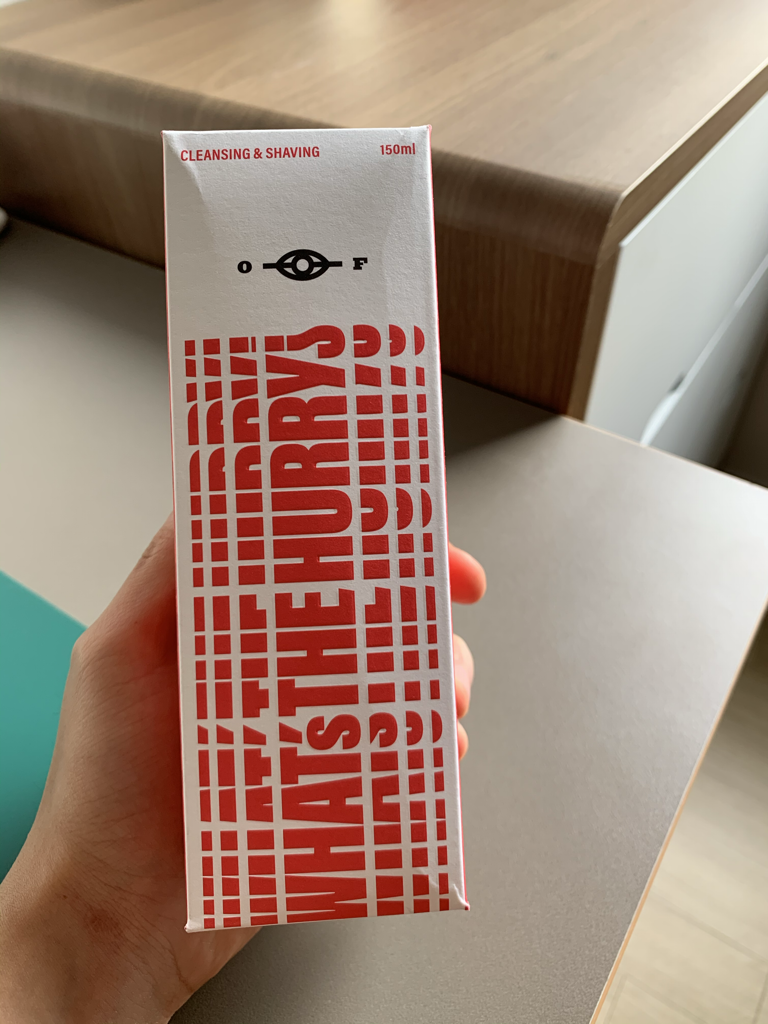 CLEANSING & SHAVING 150ml
O F
WHAT'S THE HURRY?